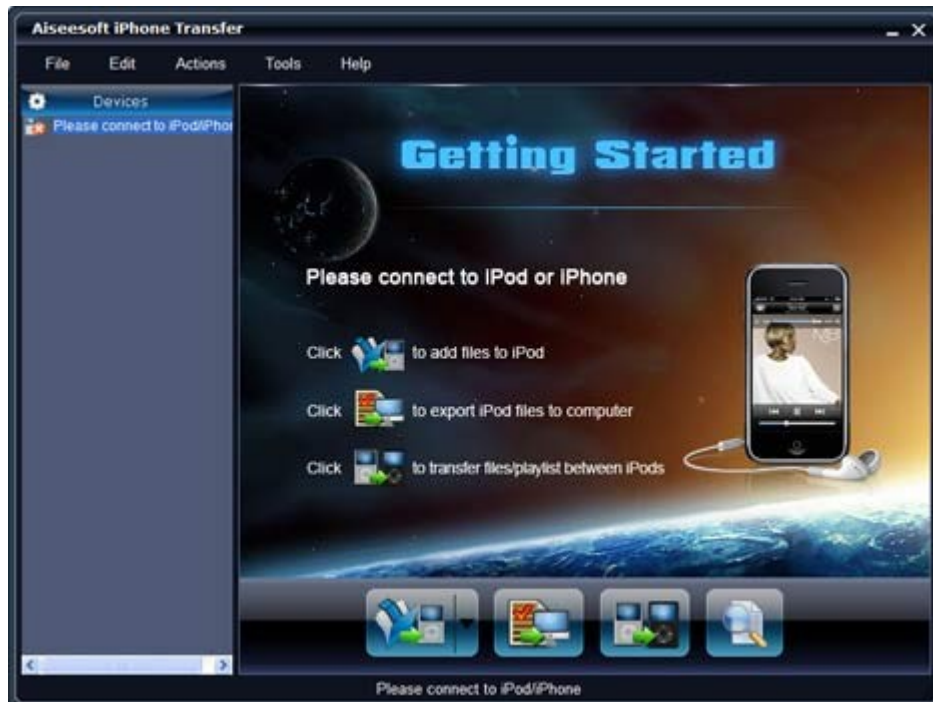 Aiseesoft iPhone Transfer
File Edit Actions Tools Help
Devices
Please connect to iPod/iPhon
Getting Started
Please connect to iPod or iPhone
Click to add files to iPod
Click to export iPod files to computer
Click to transfer files/playlist between iPods
Please connect to iPod/iPhone